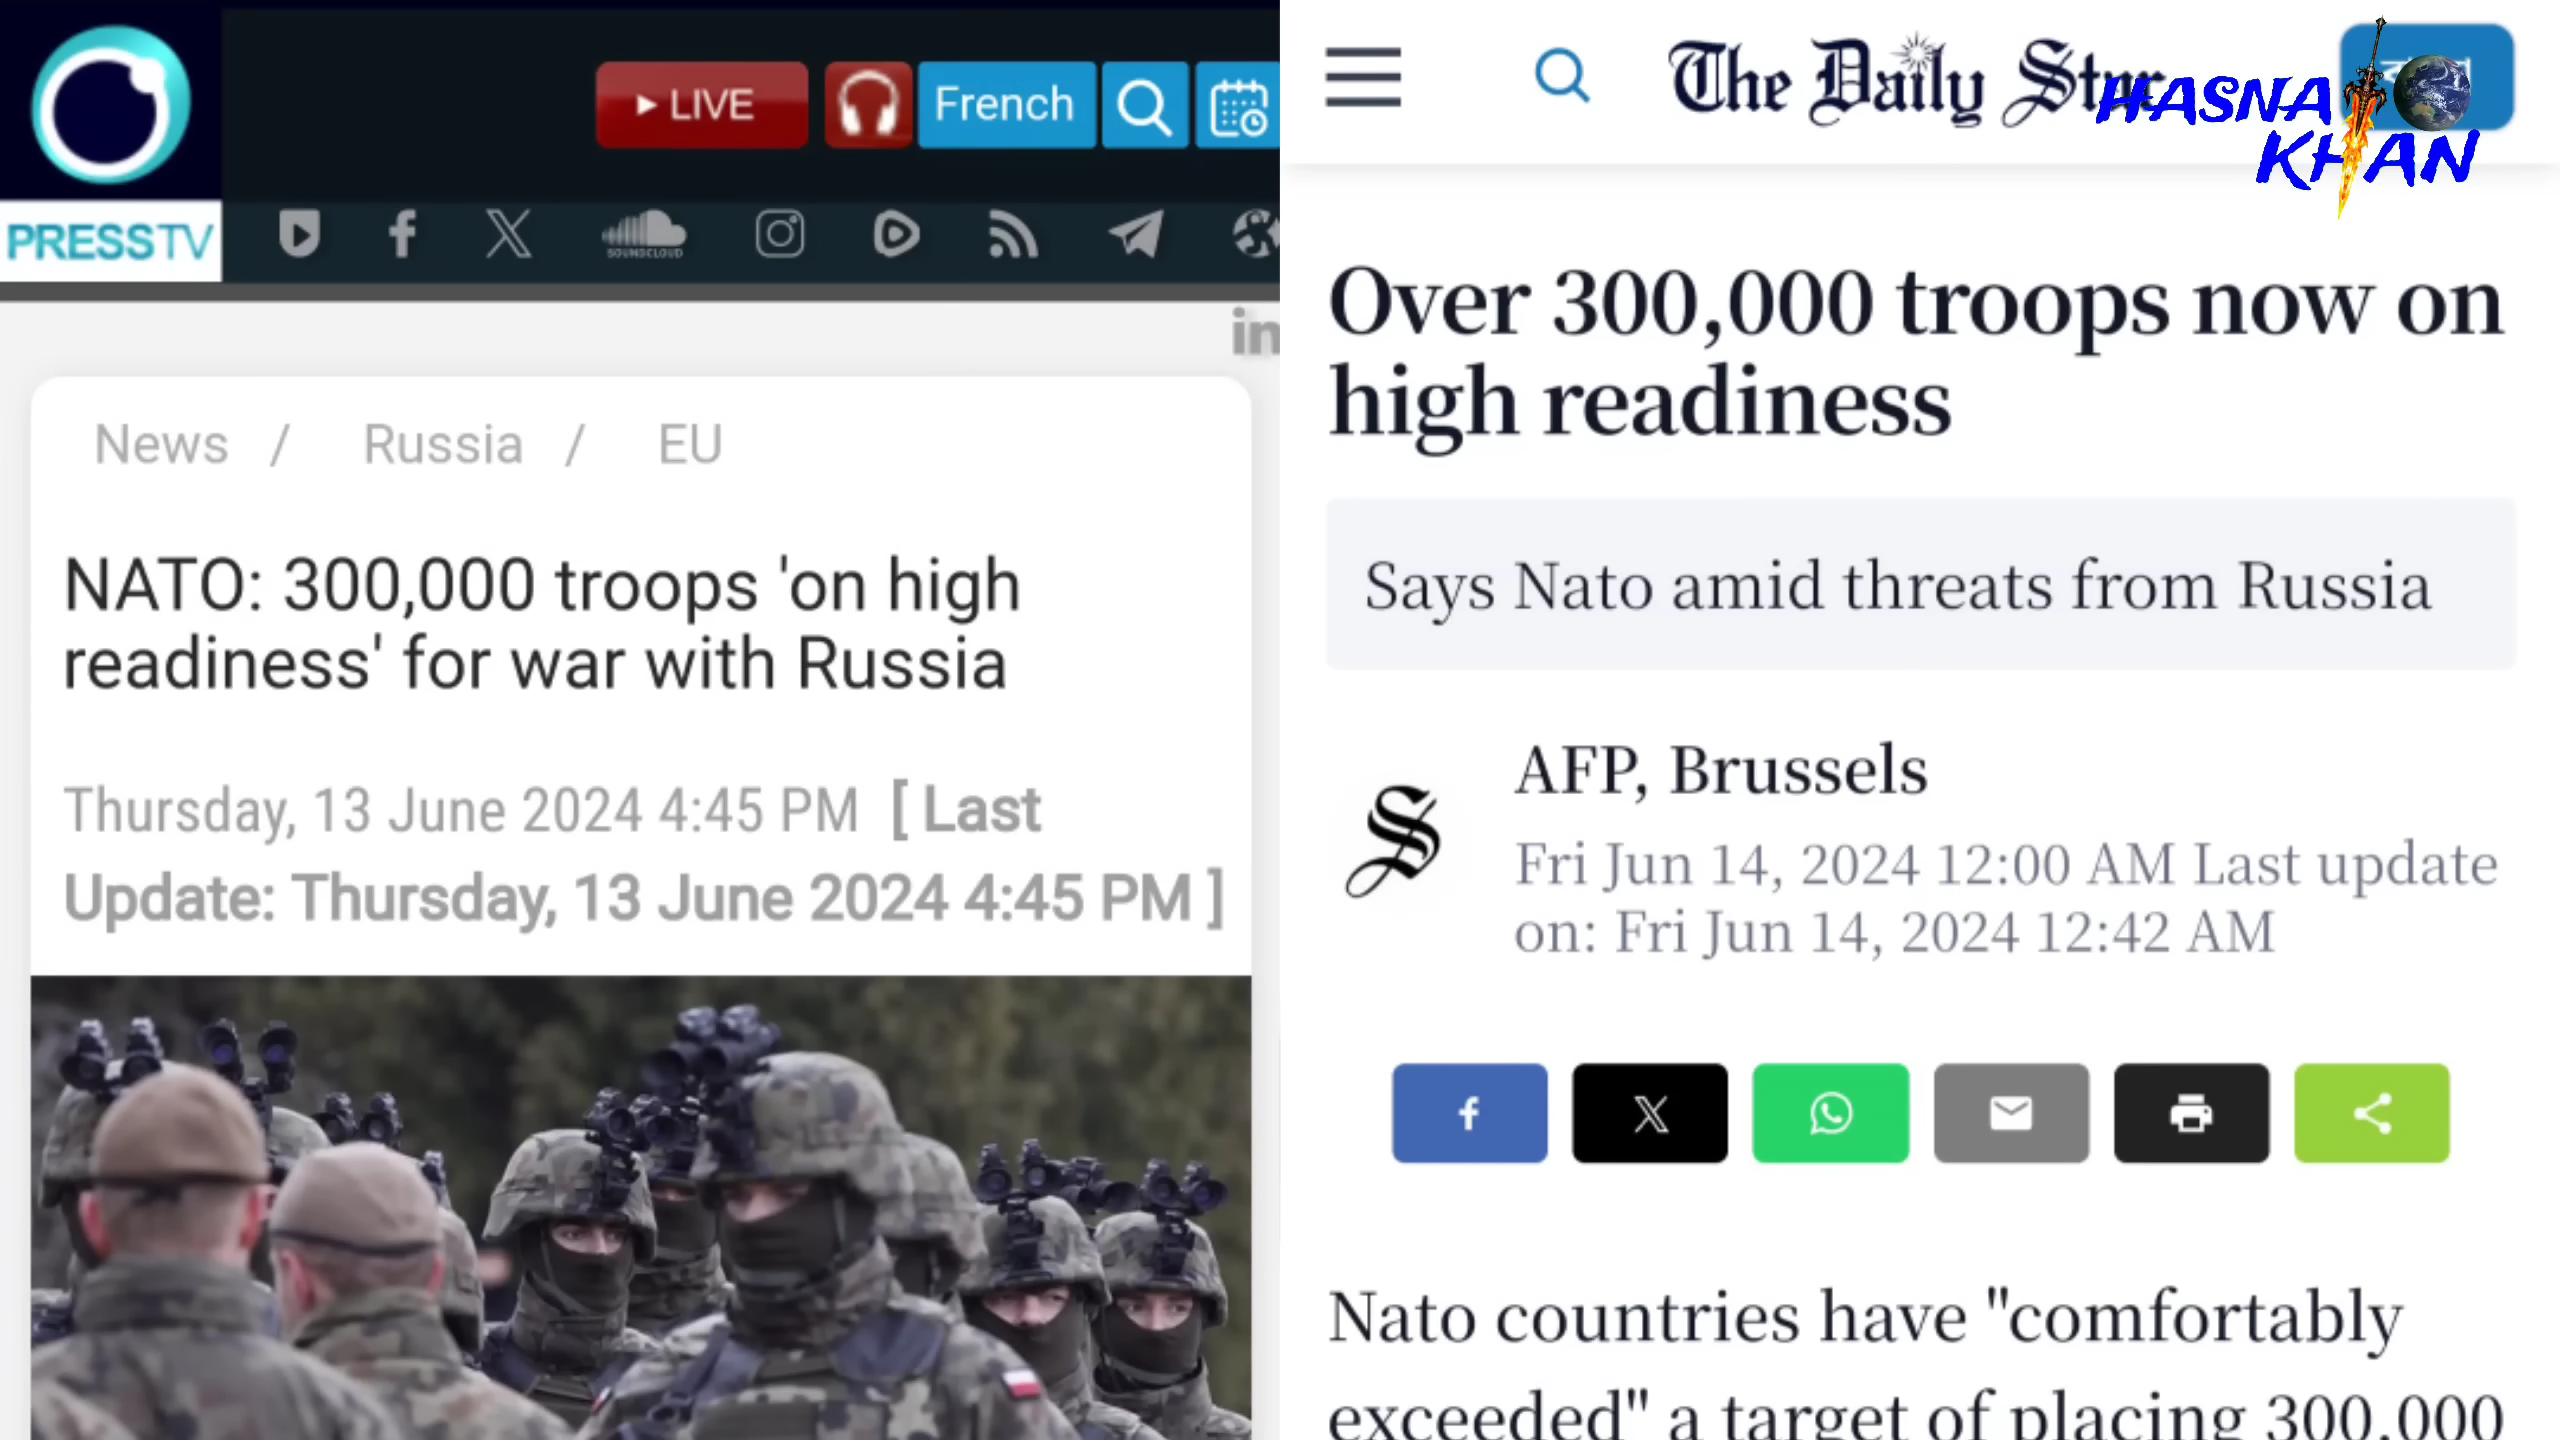 LIVE
French
PRESSTV
SOUNDCLOUD
in
News / Russia / EU
NATO: 300,000 troops 'on high
readiness' for war with Russia
Thursday, 13 June 2024 4:45 PM [ Last
Update: Thursday, 13 June 2024 4:45 PM ]
The Daily Star
HASNA
KHAN
Over 300,000 troops now on
high readiness
Says Nato amid threats from Russia
AFP, Brussels
Fri Jun 14, 2024 12:00 AM Last update
on: Fri Jun 14, 2024 12:42 AM
Nato countries have "comfortably
exceeded" a target of placing 300,000